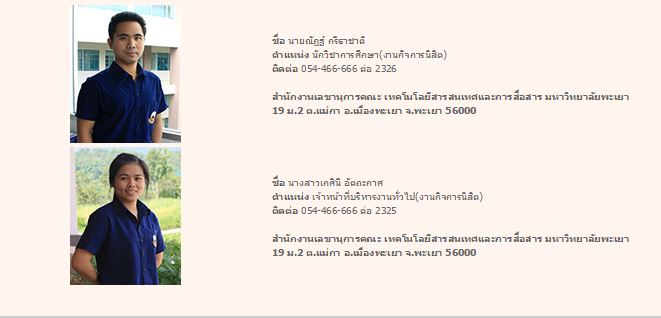 ชื่อ นายณัฏฐ์ ศรีธาชาติ
ตำแหน่ง นักวิชาการศึกษา(งานกิจการนิสิต)
ติดต่อ 054-466-666 ต่อ 2326
สำนักงานเลขานุการคณะ เทคโนโลยีสารสนเทศและการสื่อสาร มหาวิทยาลัยพะเยา
19 ม.2 ต.แม่กา อ.เมืองพะเยา จ.พะเยา 56000
ชื่อ นางสาวเกศินี อัตถะกาศ
ตำแหน่ง เจ้าหน้าที่บริหารงานทั่วไป(งานกิจการนิสิต)
ติดต่อ 054-466-666 ต่อ 2325
สำนักงานเลขานุการคณะ เทคโนโลยีสารสนเทศและการสื่อสาร มหาวิทยาลัยพะเยา
19 ม.2 ต.แม่กา อ.เมืองพะเยา จ.พะเยา 56000